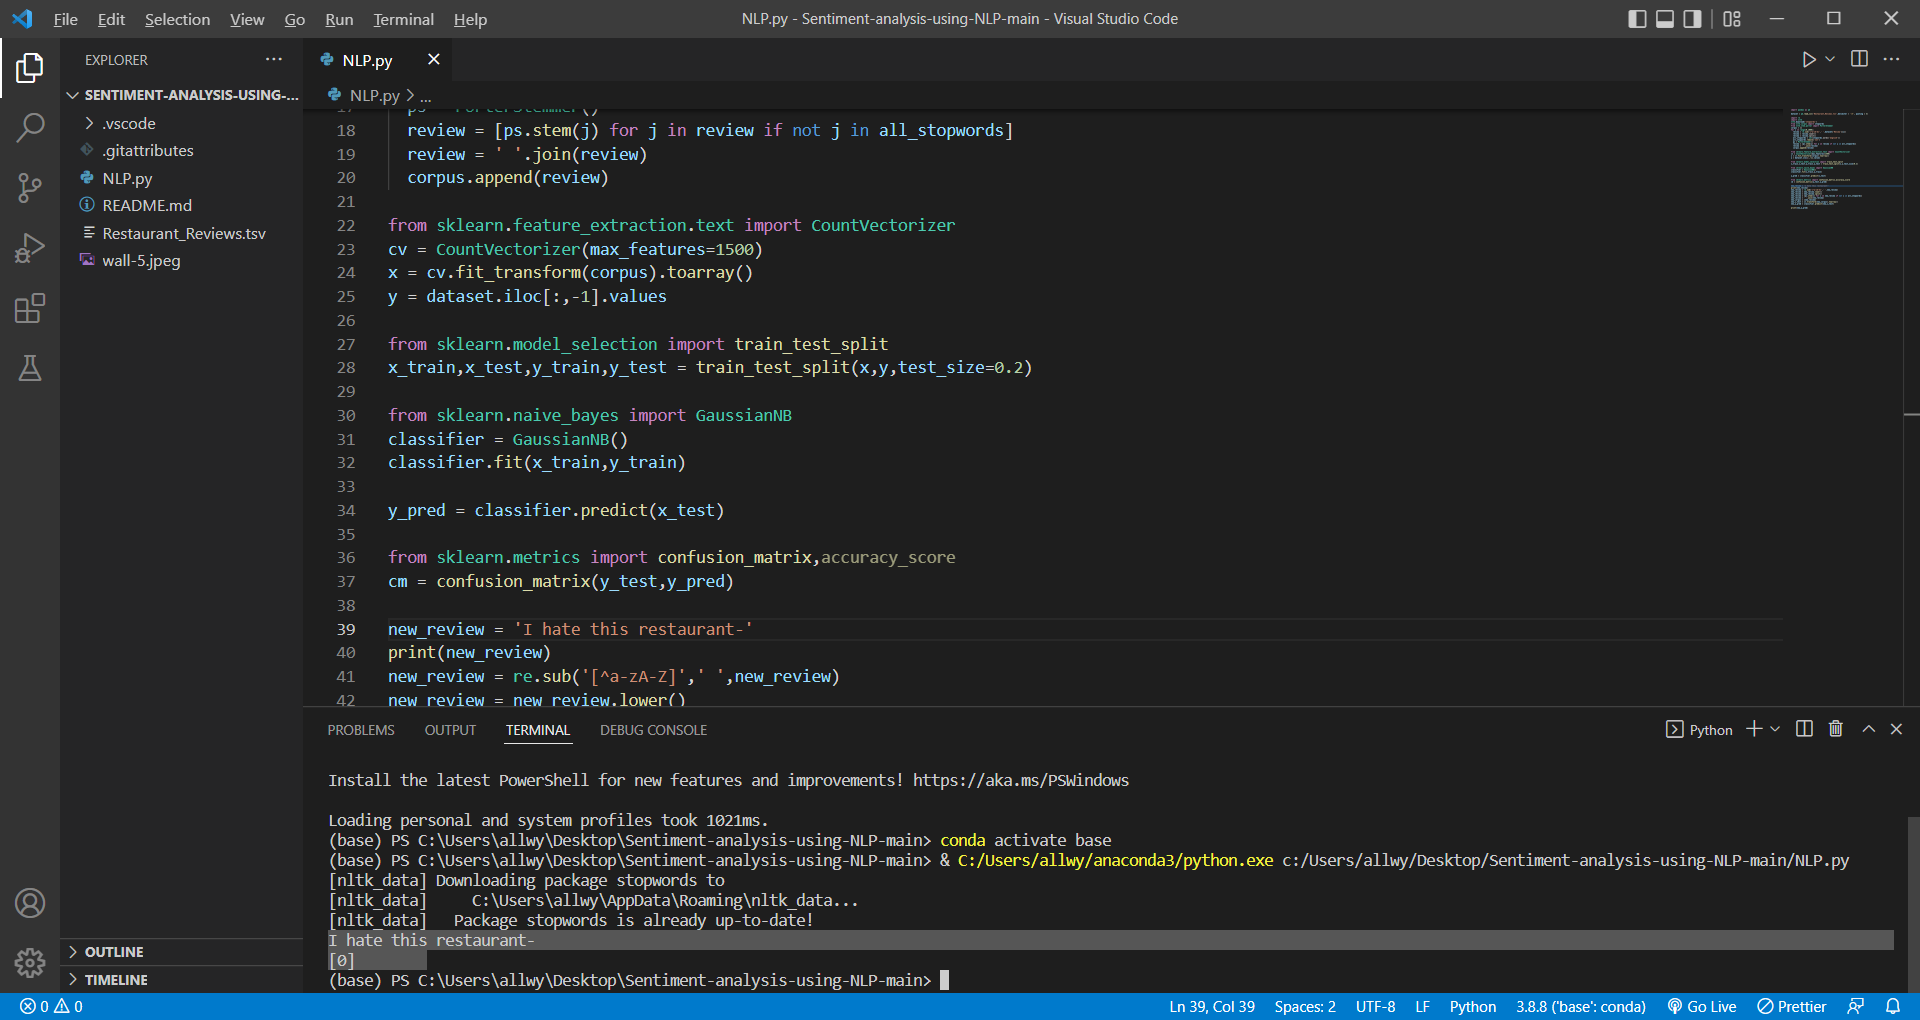 File Edit Selection View Go Run Terminal Help
NLP.py - Sentiment-analysis-using-NLP-main - Visual Studio Code
EXPLORER
SENTIMENT-ANALYSIS-USING-...
.vscode
.gitattributes
NLP.py
README.md
Restaurant_Reviews.tsv
wall-5.jpeg
OUTLINE
TIMELINE
NLP.py
NLP.py > ...
17 ps = PorterStemmer()
18 review = [ps.stem(j) for j in review if not j in all_stopwords]
19 review = ' '.join(review)
20 corpus.append(review)
21
22 from sklearn.feature_extraction.text import CountVectorizer
23 cv = CountVectorizer(max_features=1500)
24 x = cv.fit_transform(corpus).toarray()
25 y = dataset.iloc[:,-1].values
26
27 from sklearn.model_selection import train_test_split
28 x_train,x_test,y_train,y_test = train_test_split(x,y,test_size=0.2)
29
30 from sklearn.naive_bayes import GaussianNB
31 classifier = GaussianNB()
32 classifier.fit(x_train,y_train)
33
34 y_pred = classifier.predict(x_test)
35
36 from sklearn.metrics import confusion_matrix,accuracy_score
37 cm = confusion_matrix(y_test,y_pred)
38
39 new_review = 'I hate this restaurant-'
40 print(new_review)
41 new_review = re.sub('[^a-zA-Z]',' ',new_review)
42 new_review = new_review.lower()
PROBLEMS OUTPUT TERMINAL DEBUG CONSOLE
Python
Install the latest PowerShell for new features and improvements! https://aka.ms/PSWindows
Loading personal and system profiles took 1021ms.
(base) PS C:\Users\allwy\Desktop\Sentiment-analysis-using-NLP-main> conda activate base
(base) PS C:\Users\allwy\Desktop\Sentiment-analysis-using-NLP-main> & C:/Users/allwy/anaconda3/python.exe c:/Users/allwy/Desktop/Sentiment-analysis-using-NLP-main/NLP.py
[nltk_data] Downloading package stopwords to
[nltk_data]     C:\Users\allwy\AppData\Roaming\nltk_data...
[nltk_data]   Package stopwords is already up-to-date!
I hate this restaurant-
[0]
(base) PS C:\Users\allwy\Desktop\Sentiment-analysis-using-NLP-main>
0 0 Ln 39, Col 39 Spaces: 2 UTF-8 LF Python 3.8.8 ('base': conda) Go Live Prettier